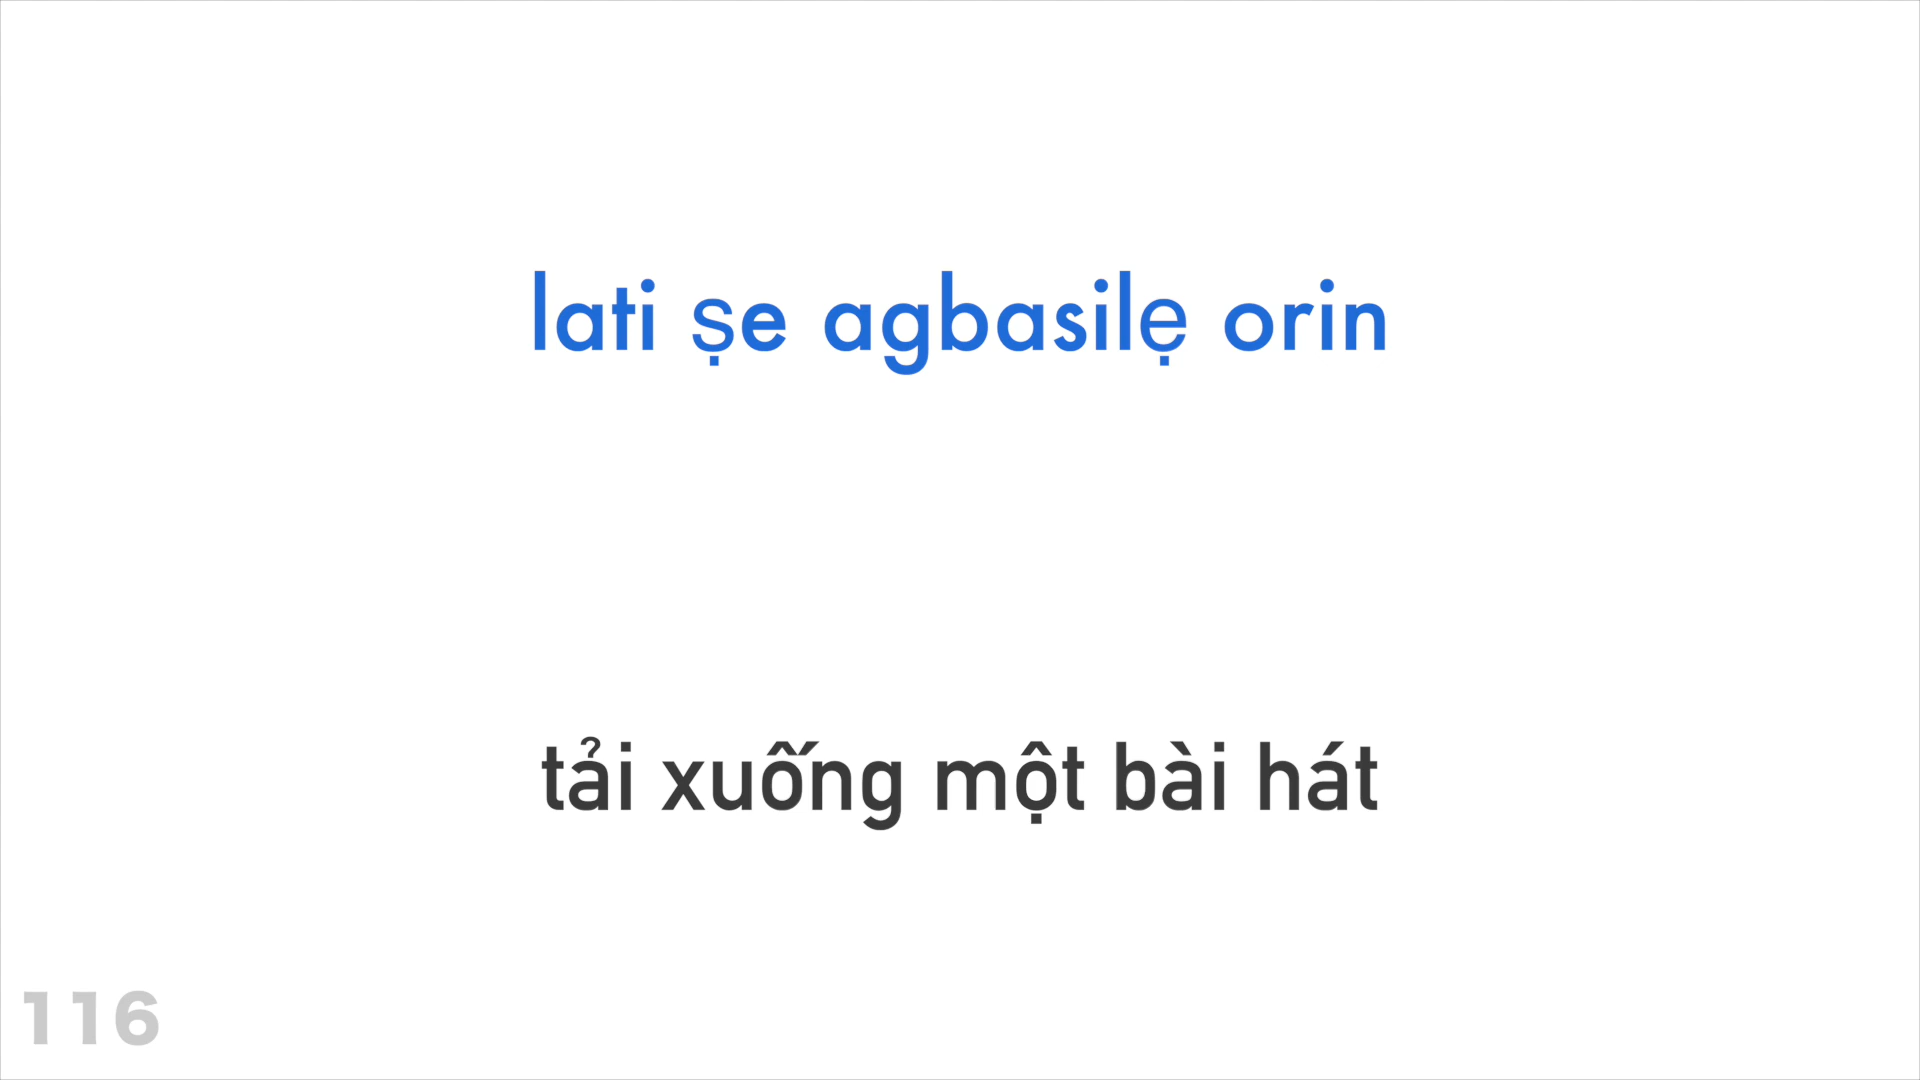 lati ṣe agbasilẹ orin
tải xuống một bài hát
116